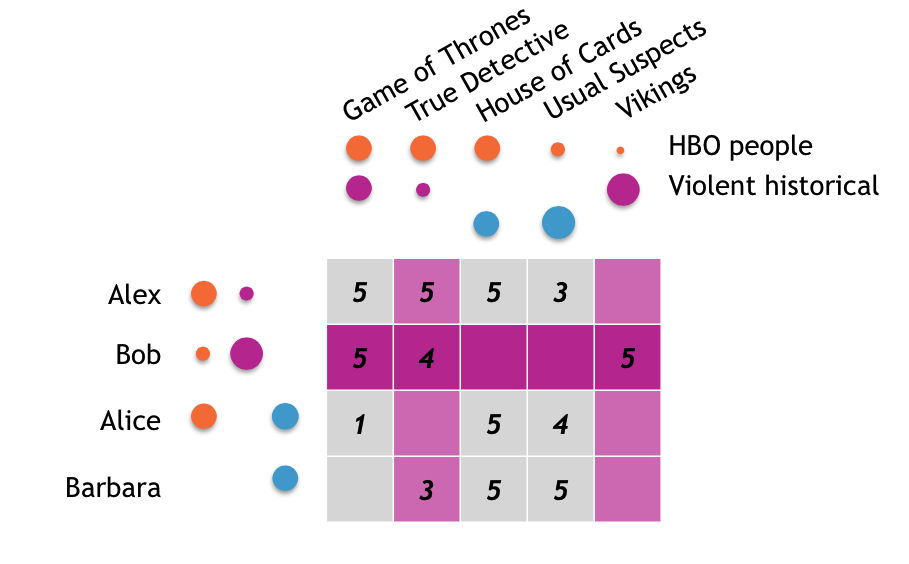 Game of Thrones
True Detective
House of Cards
Usual Suspects
Vikings
HBO people
Violent historical
Alex 5 5 5 3
Bob 5 4 5
Alice 1 5 4
Barbara 3 5 5